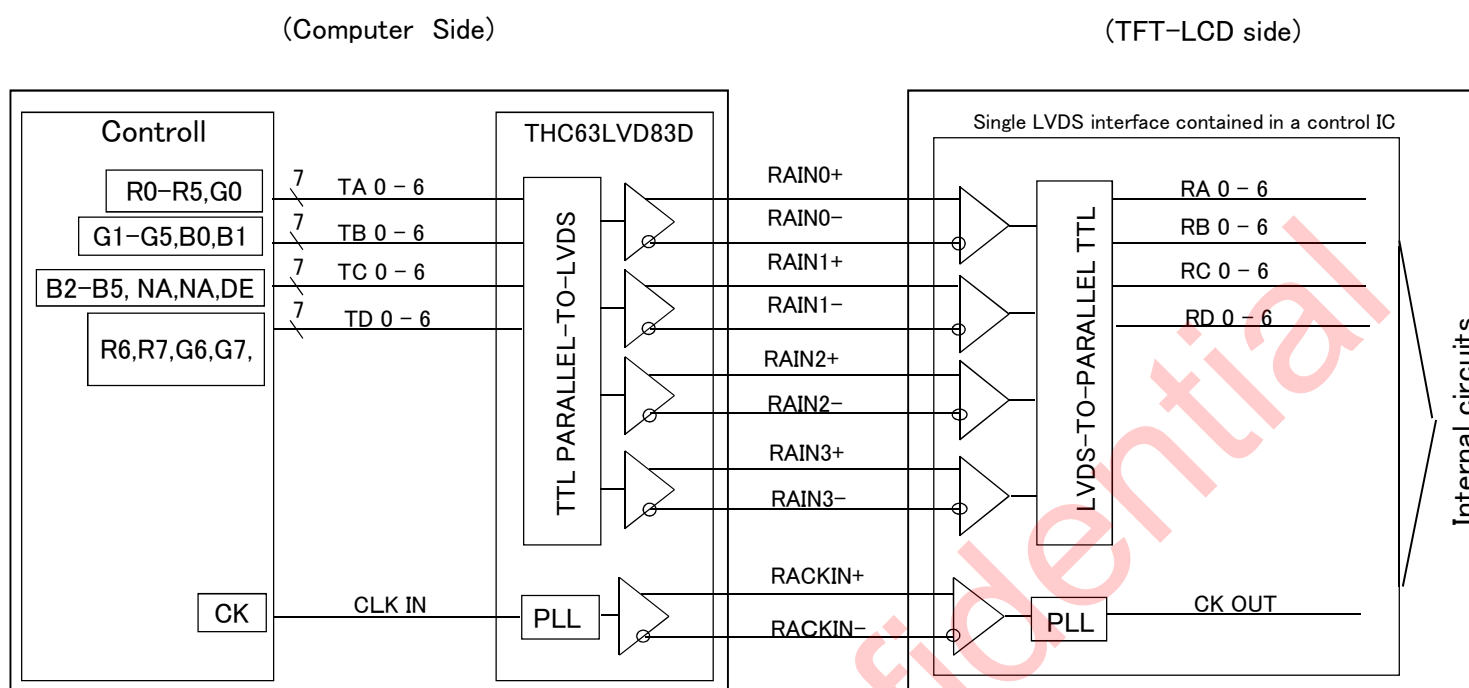 (Computer Side)
(TFT-LCD side)
Controll
THC63LVD83D
Single LVDS interface contained in a control IC
R0-R5,G0
7
TA 0 - 6
RAIN0+
RA 0 - 6
RAIN0-
G1-G5,B0,B1
7
TB 0 - 6
RB 0 - 6
RAIN1+
B2-B5, NA,NA,DE
7
TC 0 - 6
RC 0 - 6
RAIN1-
7
TD 0 - 6
RD 0 - 6
R6,R7,G6,G7,
RAIN2+
RAIN2-
RAIN3+
RAIN3-
TTL PARALLEL-TO-LVDS
LVDS-TO-PARALLEL TTL
Internal circuits
RACKIN+
CK
CLK IN
PLL
RACKIN-
PLL
CK OUT
fidential